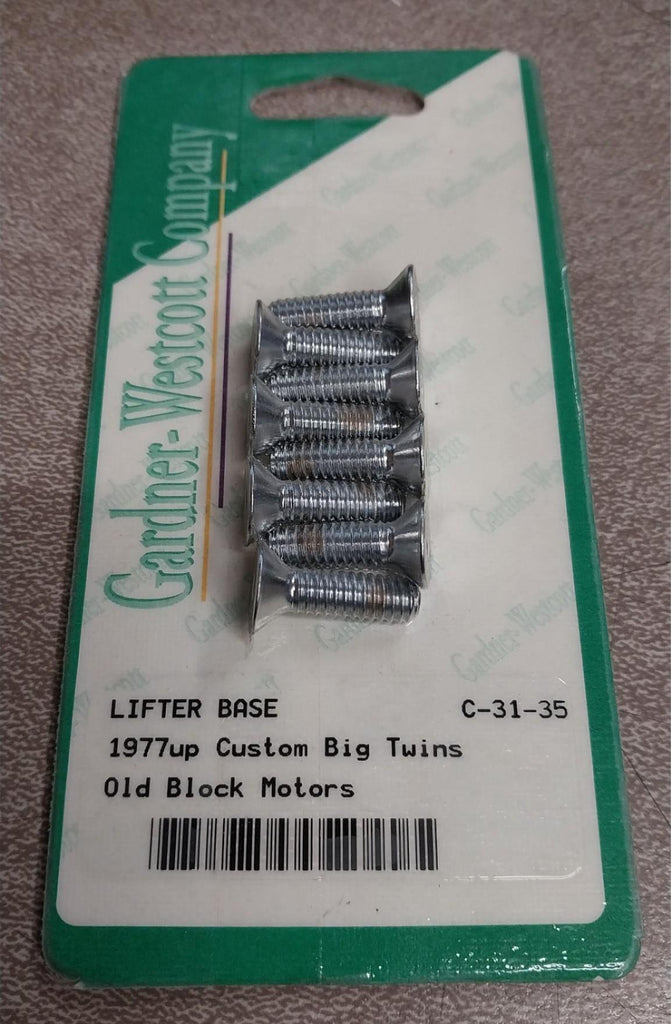 Gardner-Westcott Company
LIFTER BASE C-31-35
1977up Custom Big Twins
Old Block Motors